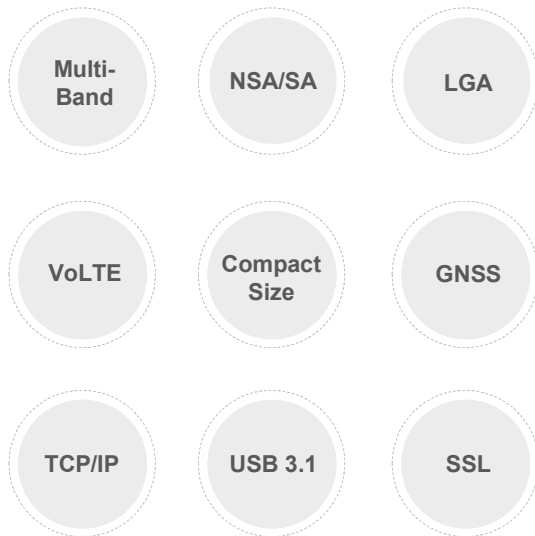 Multi-
Band
NSA/SA
LGA
VoLTE
Compact
Size
GNSS
TCP/IP
USB 3.1
SSL